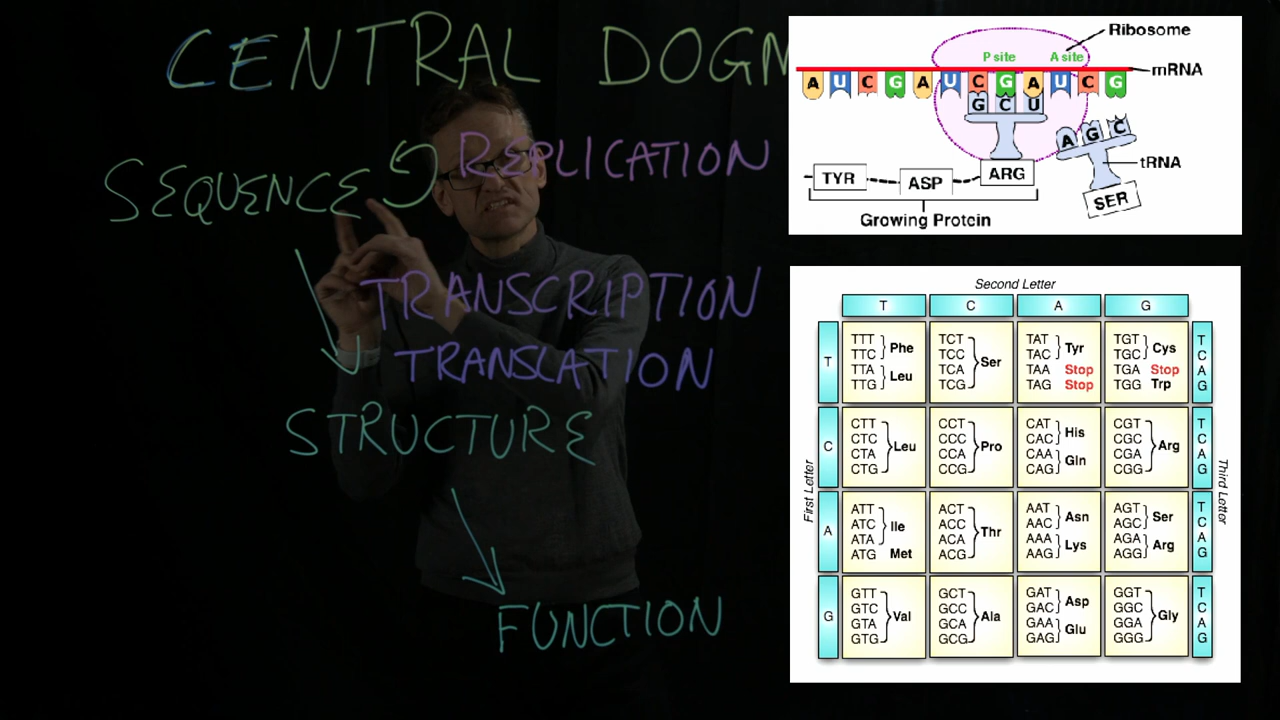 CENTRAL DOGM
SEQUENCE
REPLICATION
TRANSCRIPTION
TRANSLATION
STRUCTURE
FUNCTION
Ribosome
P site A site
mRNA
A U C G A U C G A U C G
G C U
A G C
tRNA
TYR ASP ARG
SER
Growing Protein
Second Letter
T C A G
First Letter
Third Letter
T
TTT TTC Phe
TTA TTG Leu
TCT TCC TCA TCG Ser
TAT TAC Tyr
TAA Stop
TAG Stop
TGT TGC Cys
TGA Stop
TGG Trp
T C A G
C
CTT CTC CTA CTG Leu
CCT CCC CCA CCG Pro
CAT CAC His
CAA CAG Gln
CGT CGC CGA CGG Arg
T C A G
A
ATT ATC ATA Ile
ATG Met
ACT ACC ACA ACG Thr
AAT AAC Asn
AAA AAG Lys
AGT AGC Ser
AGA AGG Arg
T C A G
G
GTT GTC GTA GTG Val
GCT GCC GCA GCG Ala
GAT GAC Asp
GAA GAG Glu
GGT GGC GGA GGG Gly
T C A G